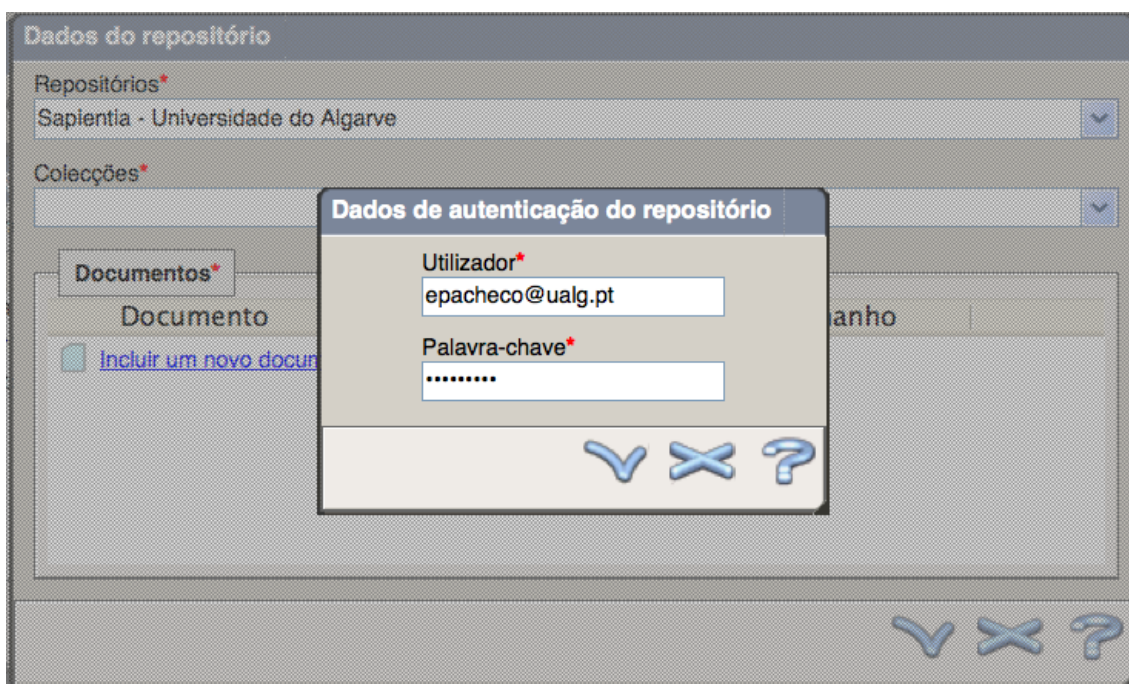 Dados do repositório
Repositórios*
Sapientia - Universidade do Algarve
Colecções*
Dados de autenticação do repositório
Utilizador*
epacheco@ualg.pt
Palavra-chave*
•••••••••
Documentos*
Documento anho
Incluir um novo docum